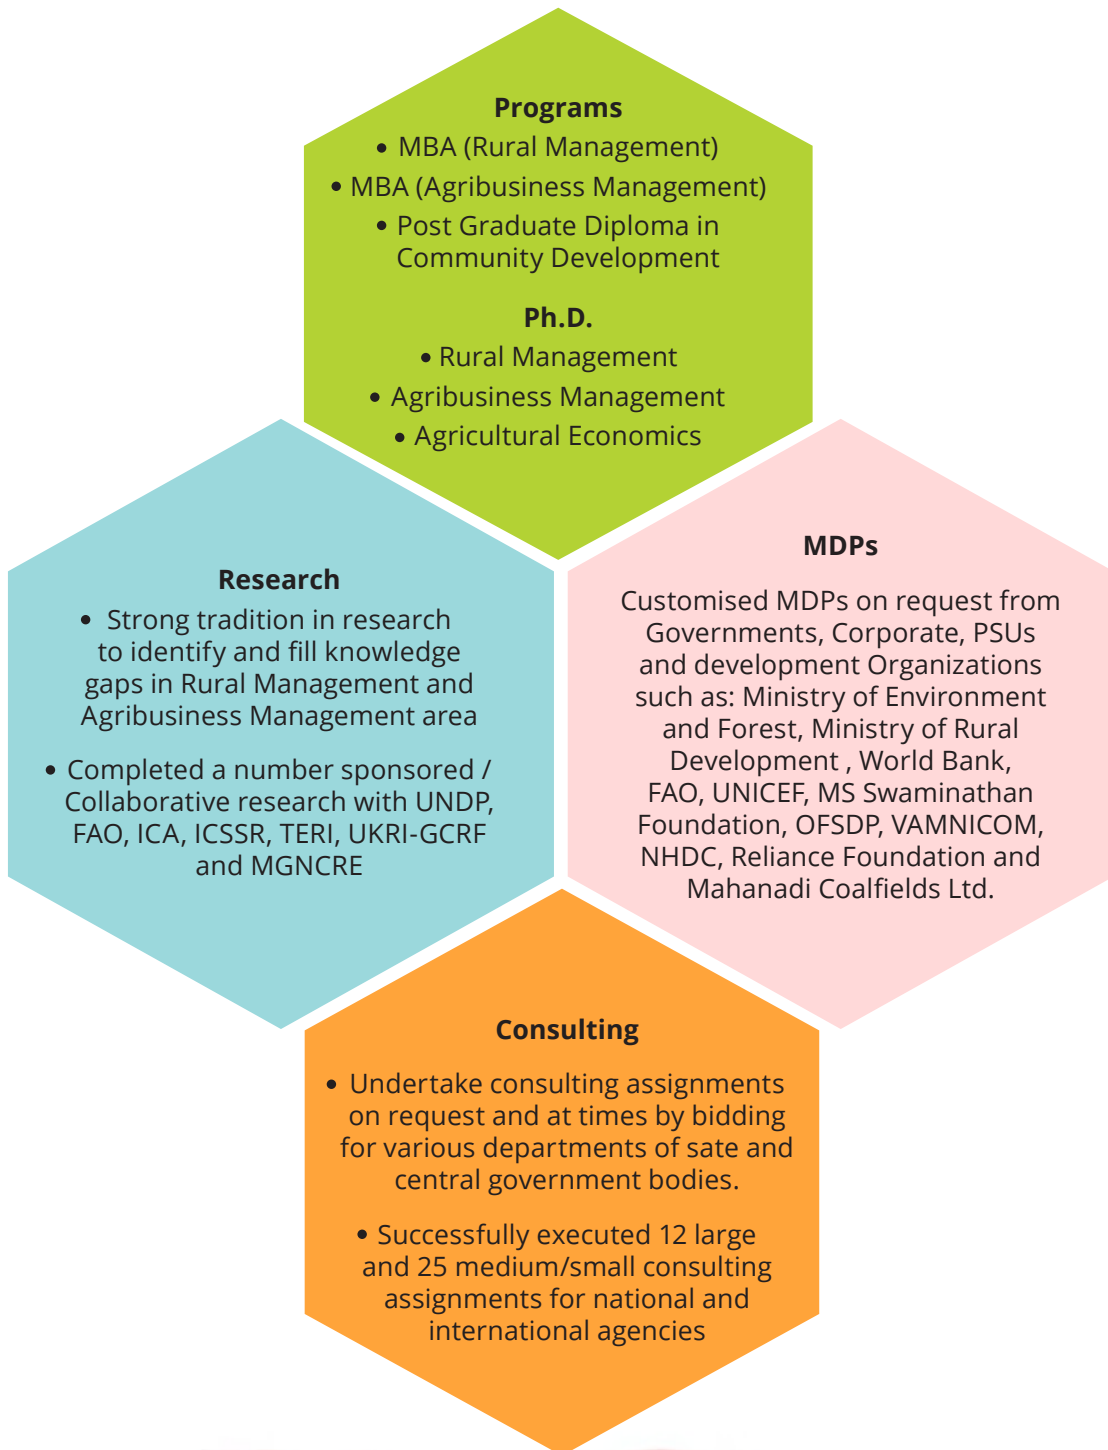 Programs
• MBA (Rural Management)
• MBA (Agribusiness Management)
• Post Graduate Diploma in
Community Development
Ph.D.
• Rural Management
• Agribusiness Management
• Agricultural Economics
Research
• Strong tradition in research
to identify and fill knowledge
gaps in Rural Management and
Agribusiness Management area
• Completed a number sponsored /
Collaborative research with UNDP,
FAO, ICA, ICSSR, TERI, UKRI-GCRF
and MGNCRE
MDPs
Customised MDPs on request from
Governments, Corporate, PSUs
and development Organizations
such as: Ministry of Environment
and Forest, Ministry of Rural
Development , World Bank,
FAO, UNICEF, MS Swaminathan
Foundation, OFSDP, VAMNICOM,
NHDC, Reliance Foundation and
Mahanadi Coalfields Ltd.
Consulting
• Undertake consulting assignments
on request and at times by bidding
for various departments of sate and
central government bodies.
• Successfully executed 12 large
and 25 medium/small consulting
assignments for national and
international agencies